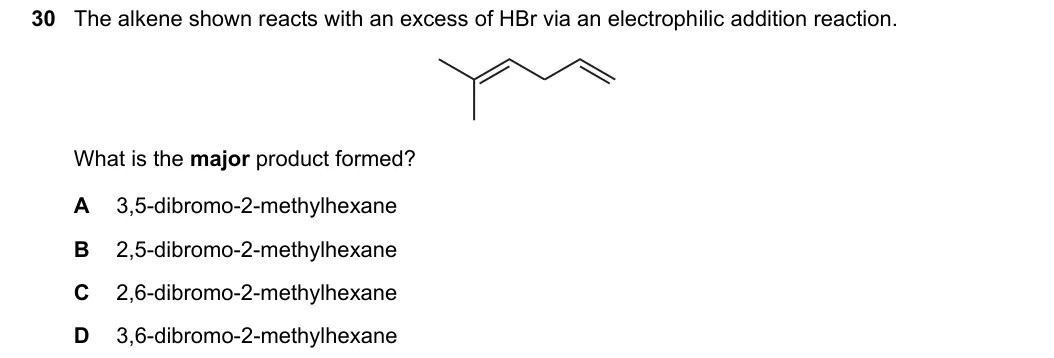 30 The alkene shown reacts with an excess of HBr via an electrophilic addition reaction.
What is the major product formed?
A 3,5-dibromo-2-methylhexane
B 2,5-dibromo-2-methylhexane
C 2,6-dibromo-2-methylhexane
D 3,6-dibromo-2-methylhexane